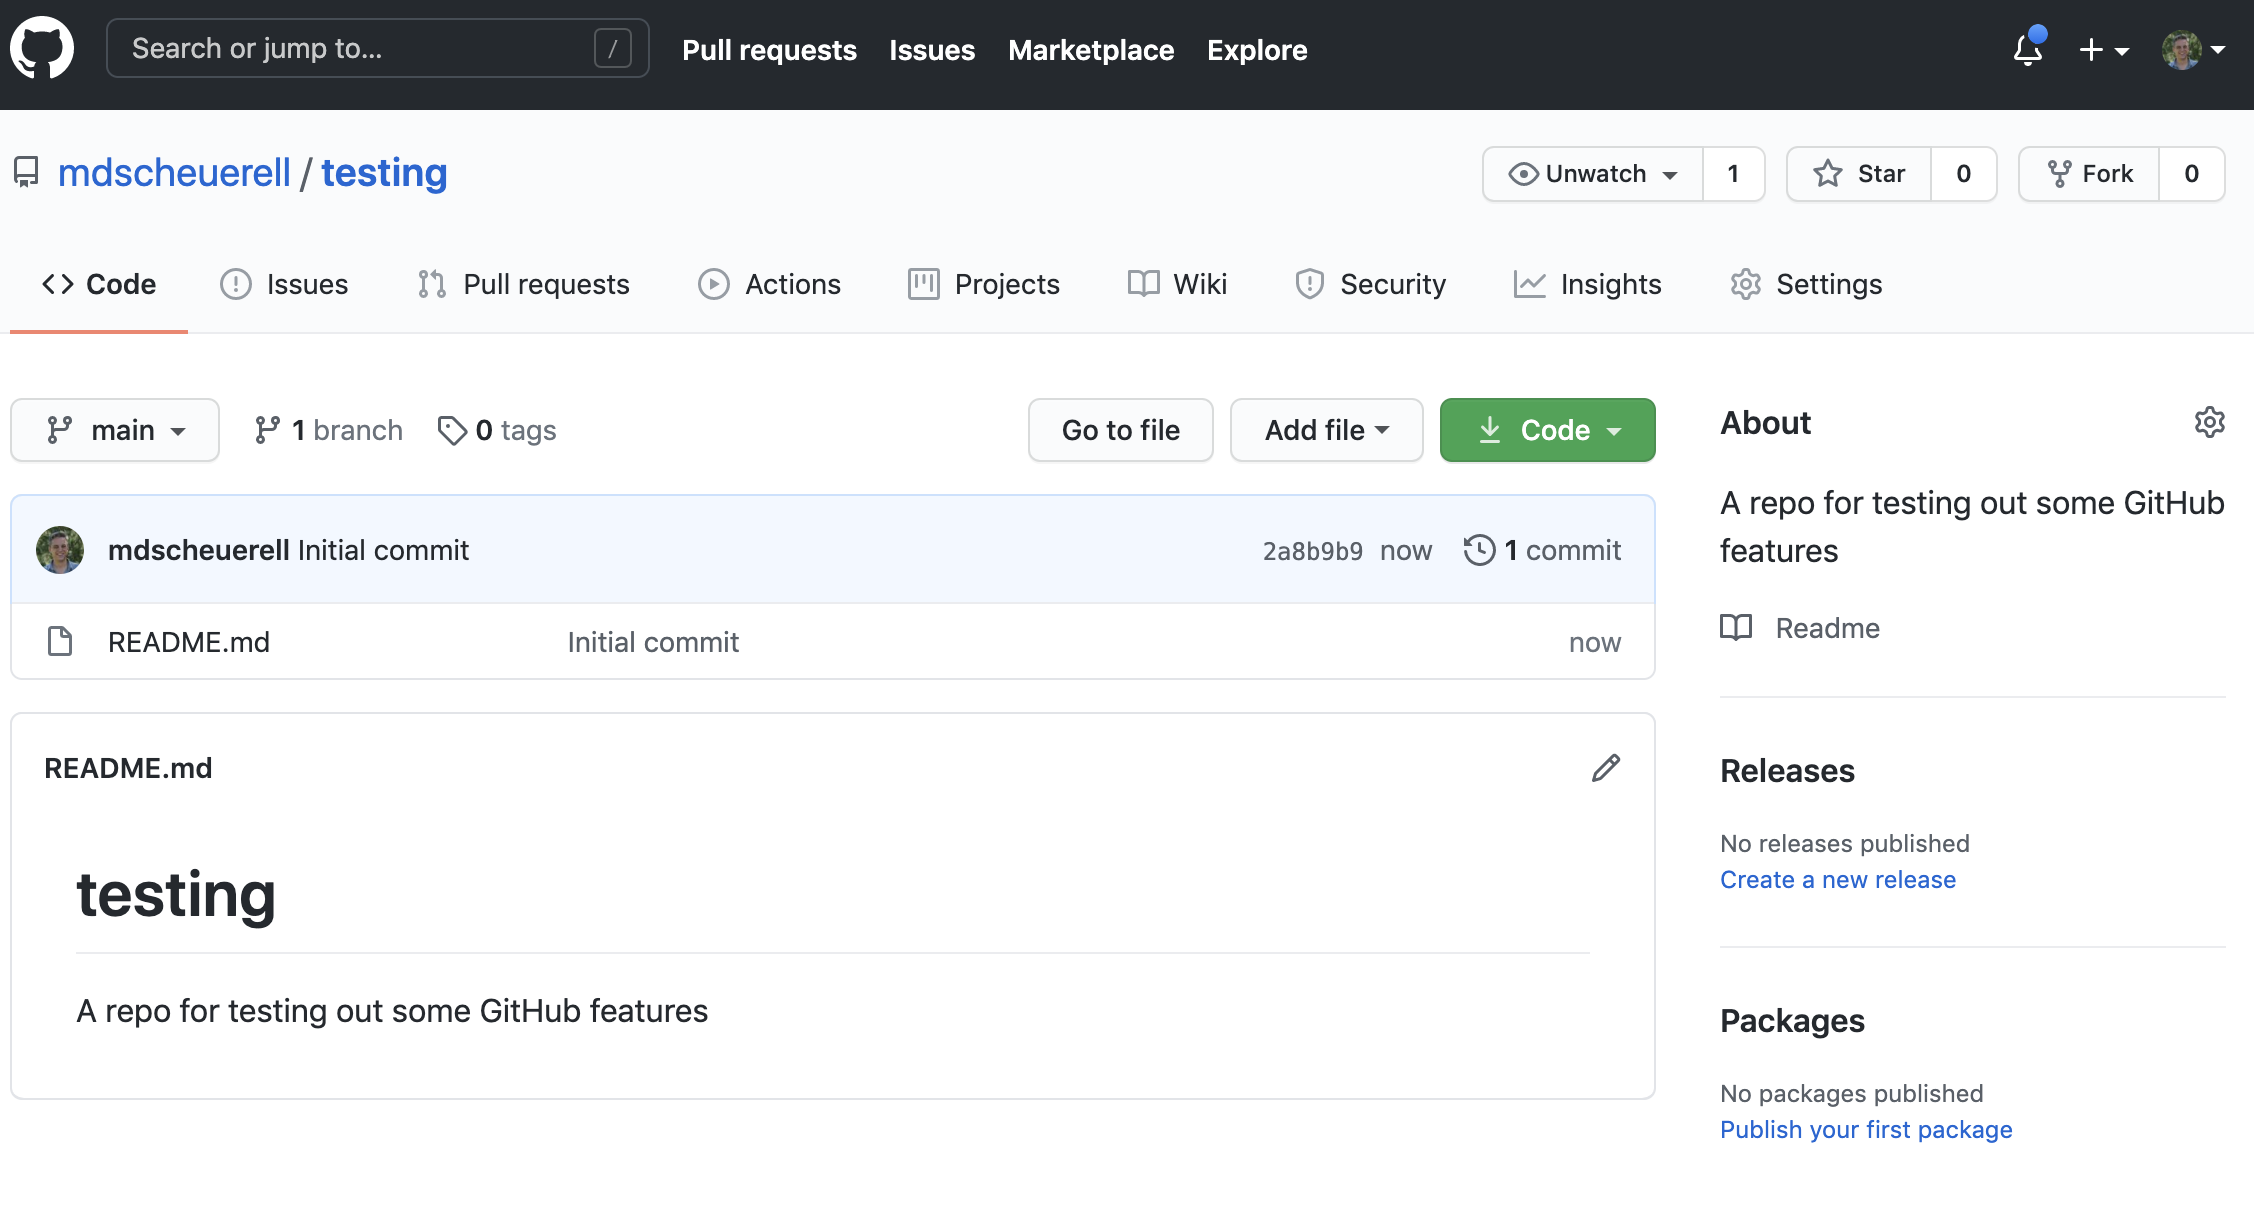 Search or jump to... /
Pull requests Issues Marketplace Explore
mdscheuerell / testing
Unwatch 1 Star 0 Fork 0
Code Issues Pull requests Actions Projects Wiki Security Insights Settings
main 1 branch 0 tags Go to file Add file Code
mdscheuerell Initial commit 2a8b9b9 now 1 commit
README.md Initial commit now
README.md
testing
A repo for testing out some GitHub features
About
A repo for testing out some GitHub
features
Readme
Releases
No releases published
Create a new release
Packages
No packages published
Publish your first package